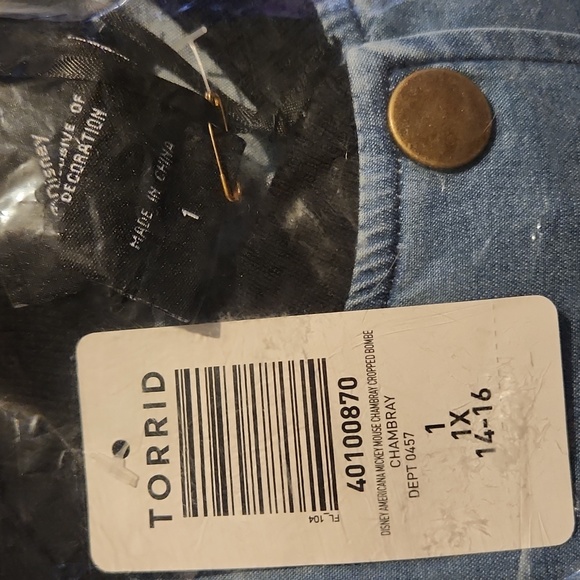 Disney
EXCLUSIVE OF
DECORATION
MADE IN CHINA
1
TORRID
FL_104
40100870
DISNEY AMERICANA MICKEY MOUSE CHAMBRAY CROPPED BOMBE
CHAMBRAY
DEPT 0457
1
1X
14-16